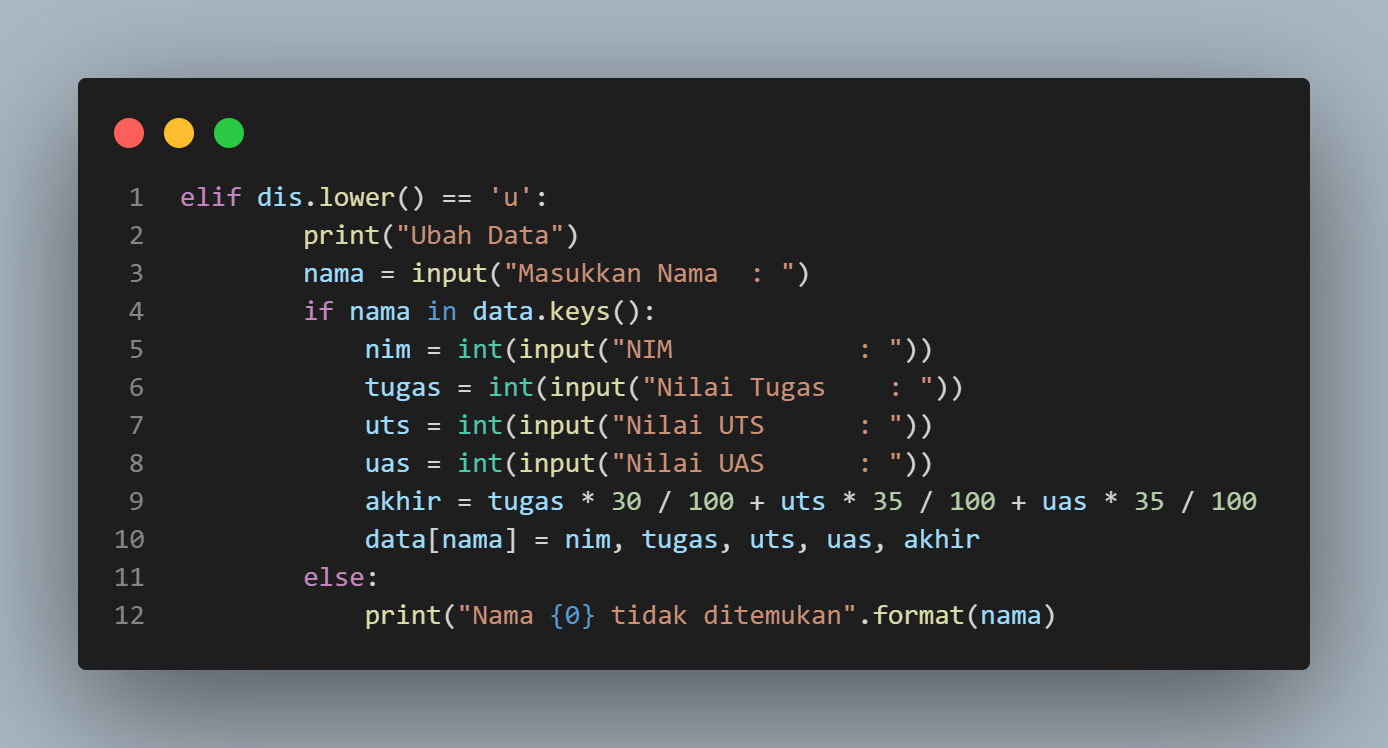 1 elif dis.lower() == 'u':
2         print("Ubah Data")
3         nama = input("Masukkan Nama  : ")
4         if nama in data.keys():
5             nim = int(input("NIM            : "))
6             tugas = int(input("Nilai Tugas    : "))
7             uts = int(input("Nilai UTS      : "))
8             uas = int(input("Nilai UAS      : "))
9             akhir = tugas * 30 / 100 + uts * 35 / 100 + uas * 35 / 100
10             data[nama] = nim, tugas, uts, uas, akhir
11         else:
12             print("Nama {0} tidak ditemukan".format(nama)